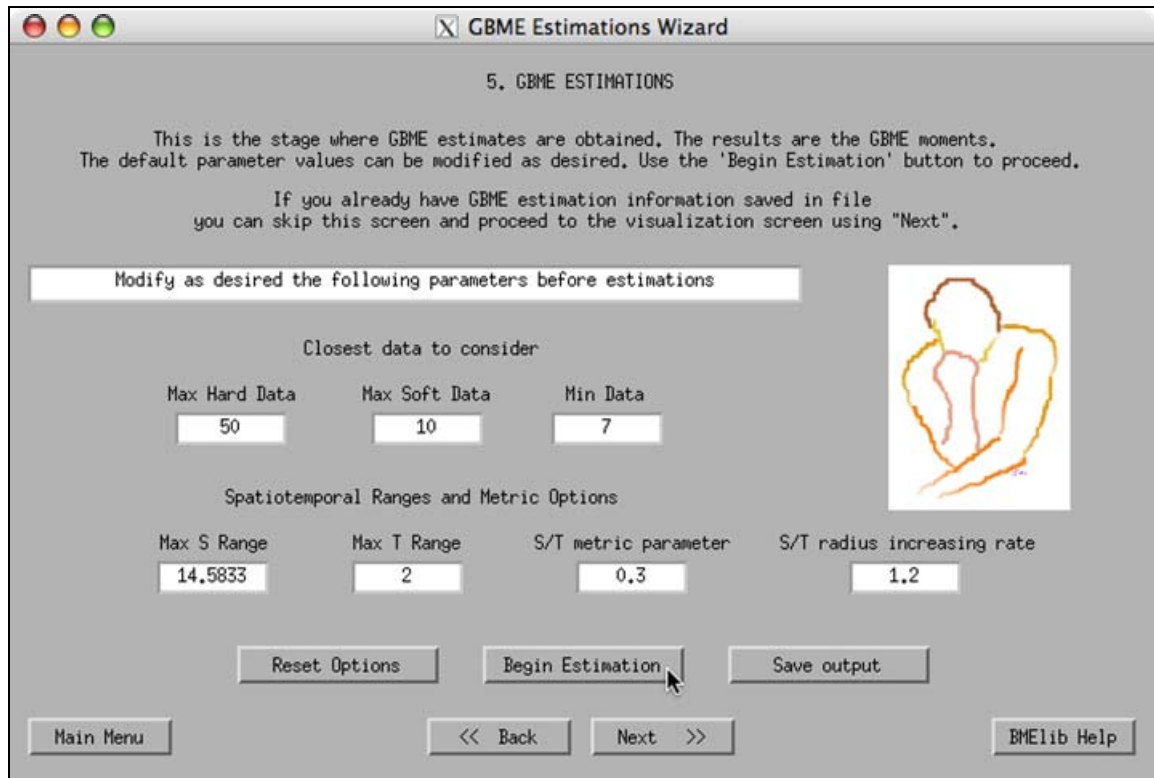 X GBME Estimations Wizard
5. GBME ESTIMATIONS
This is the stage where GBME estimates are obtained. The results are the GBME moments.
The default parameter values can be modified as desired. Use the 'Begin Estimation' button to proceed.
If you already have GBME estimation information saved in file
you can skip this screen and proceed to the visualization screen using "Next".
Modify as desired the following parameters before estimations
Closest data to consider
Max Hard Data Max Soft Data Min Data
50 10 7
Spatiotemporal Ranges and Metric Options
Max S Range Max T Range S/T metric parameter S/T radius increasing rate
14.5833 2 0.3 1.2
Reset Options Begin Estimation Save output
Main Menu << Back Next >> BMElib Help